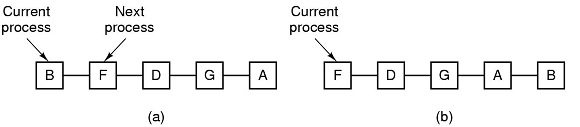 Current process
Next process
B F D G A
(a)
Current process
F D G A B
(b)